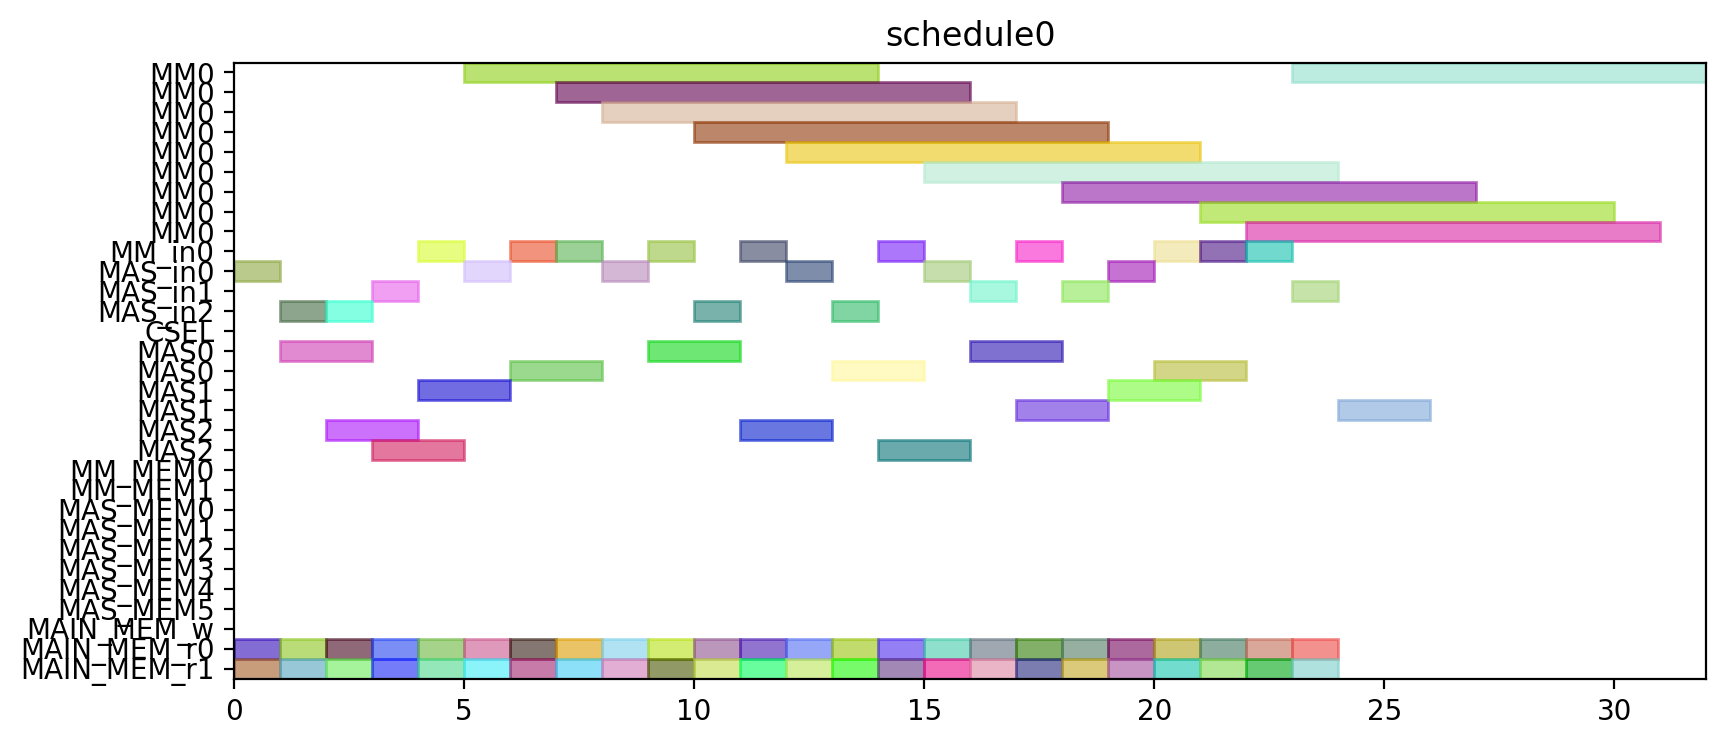 schedule0
MM0
MM0
MM0
MM0
MM0
MM0
MM0
MM0
MM0
MM_in0
MAS_in0
MAS_in1
MAS_in2
CSEL
MAS0
MAS0
MAS1
MAS1
MAS2
MAS2
MM_MEM0
MM_MEM1
MAS_MEM0
MAS_MEM1
MAS_MEM2
MAS_MEM3
MAS_MEM4
MAS_MEM5
MAIN_MEM_w
MAIN_MEM_r0
MAIN_MEM_r1
0 5 10 15 20 25 30